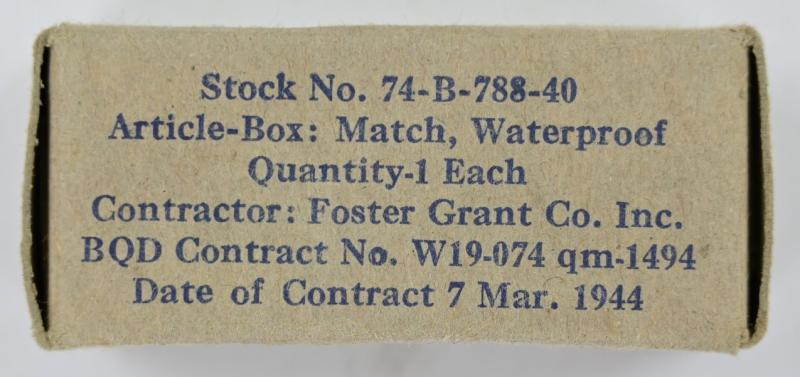 Stock No. 74-B-788-40
Article-Box: Match, Waterproof
Quantity-1 Each
Contractor: Foster Grant Co. Inc.
BQD Contract No. W19-074 qm-1494
Date of Contract 7 Mar. 1944